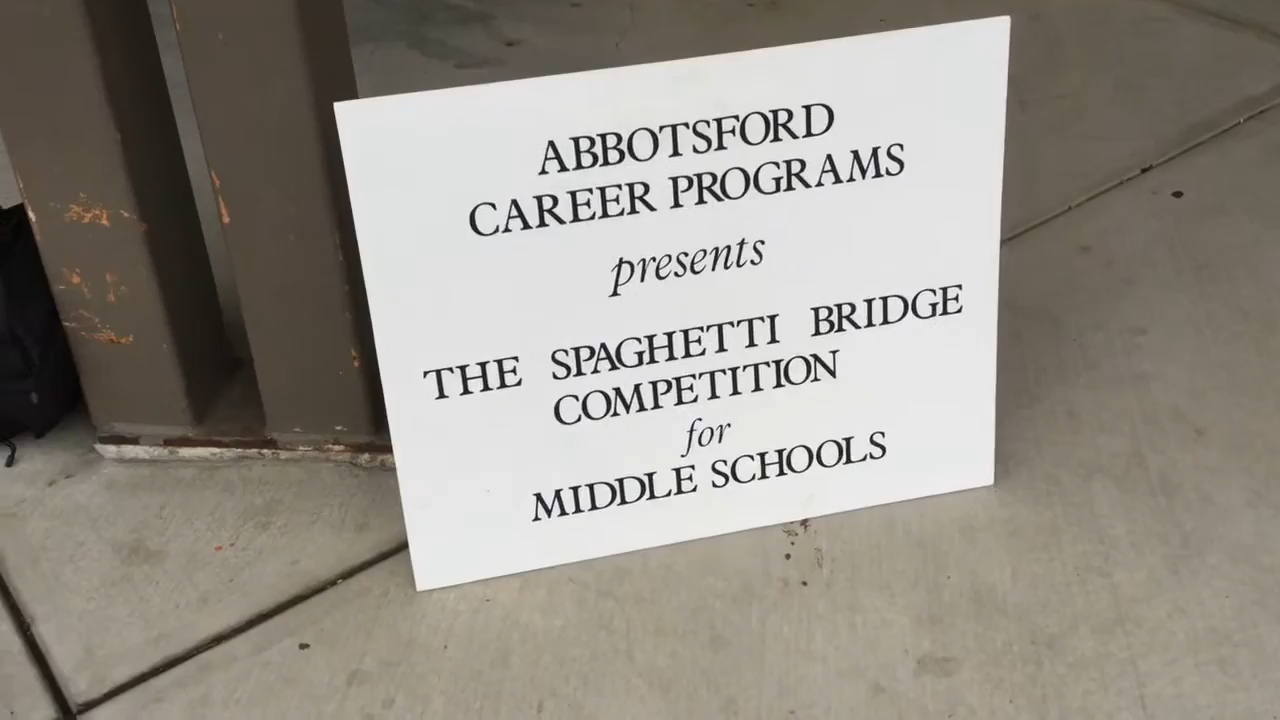 ABBOTSFORD
CAREER PROGRAMS
presents
THE SPAGHETTI BRIDGE
COMPETITION
for
MIDDLE SCHOOLS